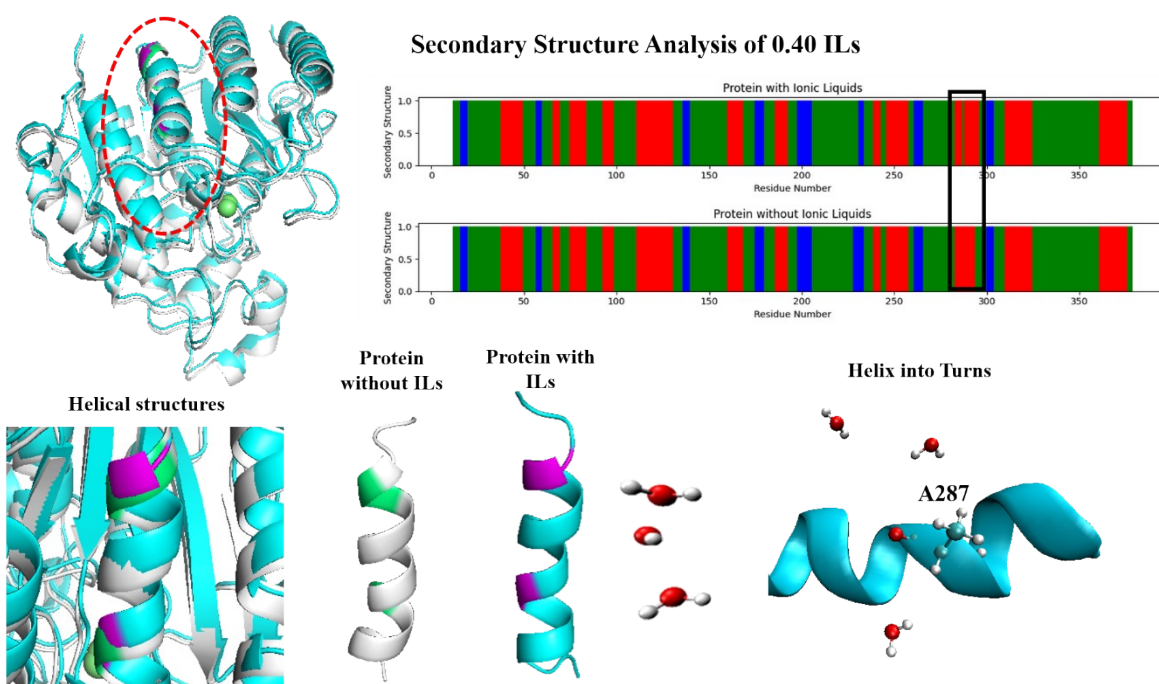 Secondary Structure Analysis of 0.40 ILs
Protein with Ionic Liquids
Secondary Structure
1.0
0.5
0.0
0
50
100
150
200
250
300
350
Residue Number
Protein without Ionic Liquids
Secondary Structure
1.0
0.5
0.0
0
50
100
150
200
250
300
350
Residue Number
Helical structures
Protein
without ILs
Protein with
ILs
Helix into Turns
A287